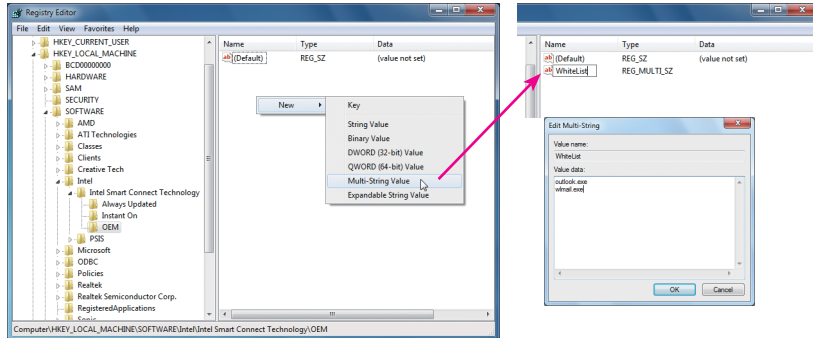 Registry Editor
File Edit View Favorites Help
HKEY_CURRENT_USER
HKEY_LOCAL_MACHINE
BCD00000000
HARDWARE
SAM
SECURITY
SOFTWARE
AMD
ATI Technologies
Classes
Clients
Creative Tech
Intel
Intel Smart Connect Technology
Always Updated
Instant On
OEM
PSIS
Microsoft
ODBC
Policies
Realtek
Realtek Semiconductor Corp.
RegisteredApplications
Sonic
Name Type Data
ab (Default) REG_SZ (value not set)
New
Key
String Value
Binary Value
DWORD (32-bit) Value
QWORD (64-bit) Value
Multi-String Value
Expandable String Value
Computer\HKEY_LOCAL_MACHINE\SOFTWARE\Intel\Intel Smart Connect Technology\OEM
Name Type Data
ab (Default) REG_SZ (value not set)
ab WhiteList REG_MULTI_SZ
Edit Multi-String
Value name:
WhiteList
Value data:
outlook.exe
wlmail.exe
OK Cancel